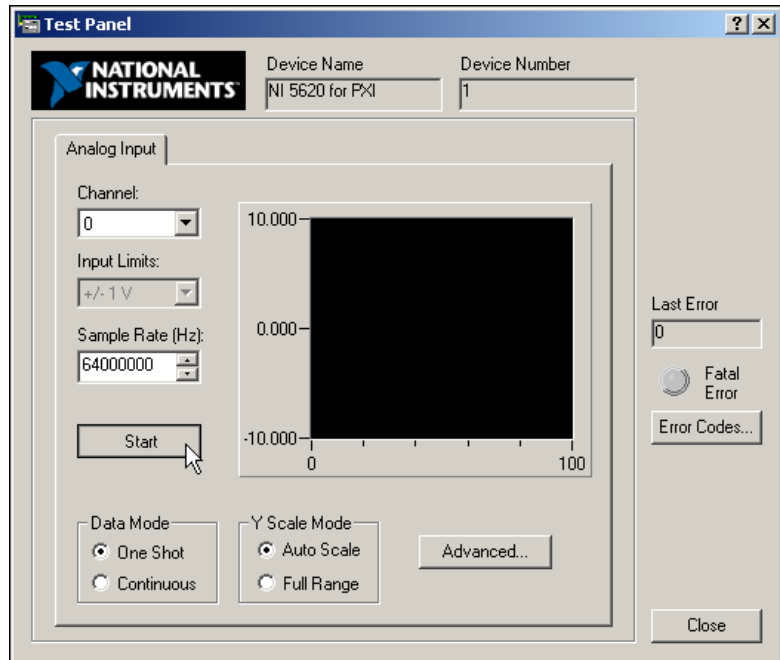 Test Panel
NATIONAL
INSTRUMENTS
Device Name
NI 5620 for PXI
Device Number
1
Analog Input
Channel:
0
Input Limits:
+/- 1 V
Sample Rate (Hz):
64000000
Start
10.000
0.000
-10.000
0
100
Data Mode
One Shot
Continuous
Y Scale Mode
Auto Scale
Full Range
Advanced...
Last Error
0
Fatal
Error
Error Codes...
Close